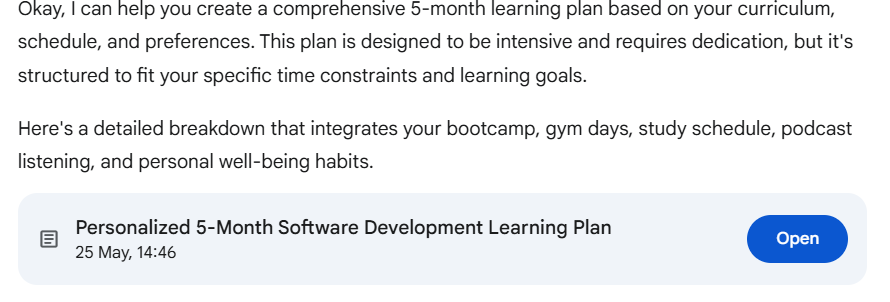 Okay, I can help you create a comprehensive 5-month learning plan based on your curriculum,
schedule, and preferences. This plan is designed to be intensive and requires dedication, but it's
structured to fit your specific time constraints and learning goals.
Here's a detailed breakdown that integrates your bootcamp, gym days, study schedule, podcast
listening, and personal well-being habits.
Personalized 5-Month Software Development Learning Plan
25 May, 14:46
Open